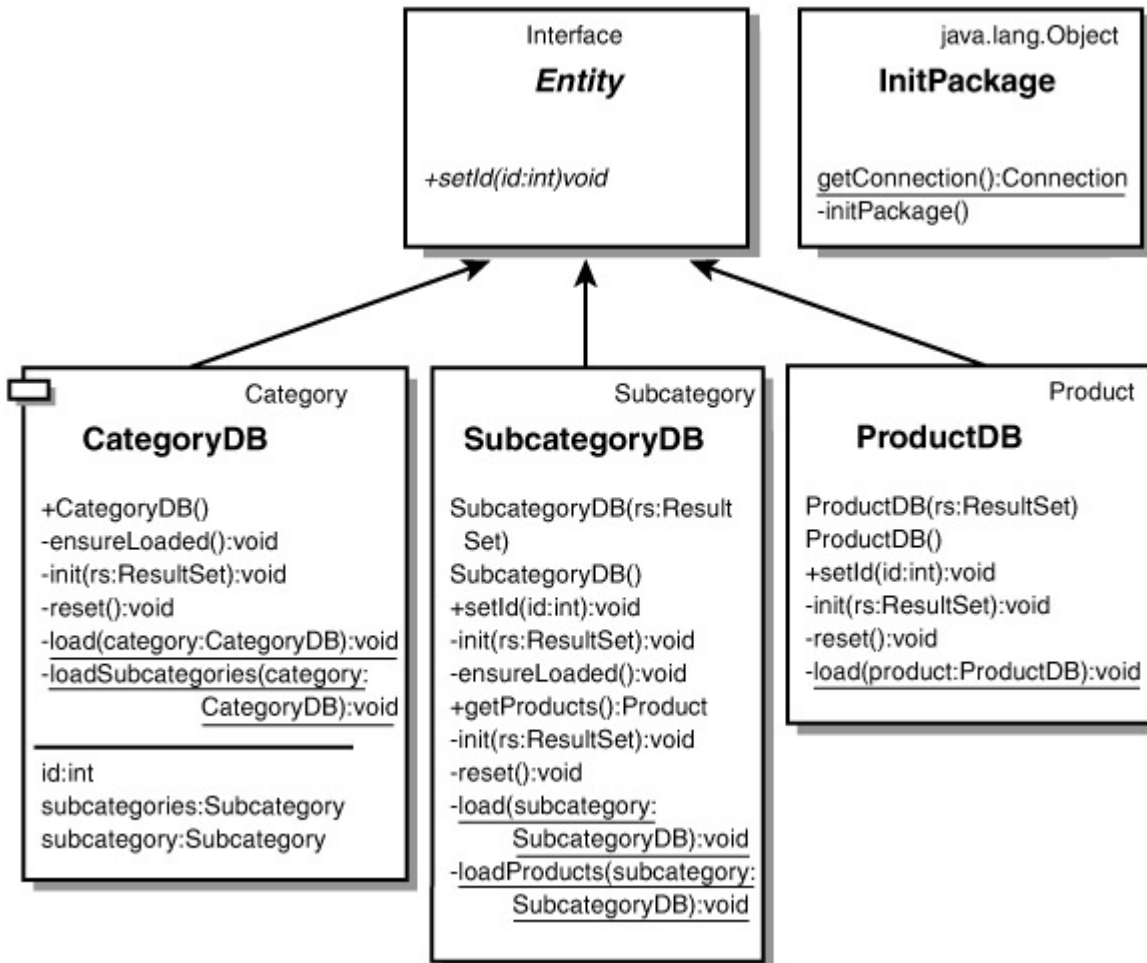 Interface
Entity
+setId(id:int)void
java.lang.Object
InitPackage
getConnection():Connection
-initPackage()
Category
CategoryDB
+CategoryDB()
-ensureLoaded():void
-init(rs:ResultSet):void
-reset():void
-load(category:CategoryDB):void
-loadSubcategories(category:
CategoryDB):void
id:int
subcategories:Subcategory
subcategory:Subcategory
Subcategory
SubcategoryDB
SubcategoryDB(rs:Result
Set)
SubcategoryDB()
+setId(id:int):void
-init(rs:ResultSet):void
-ensureLoaded():void
+getProducts():Product
-init(rs:ResultSet):void
-reset():void
-load(subcategory:
SubcategoryDB):void
-loadProducts(subcategory:
SubcategoryDB):void
Product
ProductDB
ProductDB(rs:ResultSet)
ProductDB()
+setId(id:int):void
-init(rs:ResultSet):void
-reset():void
-load(product:ProductDB):void